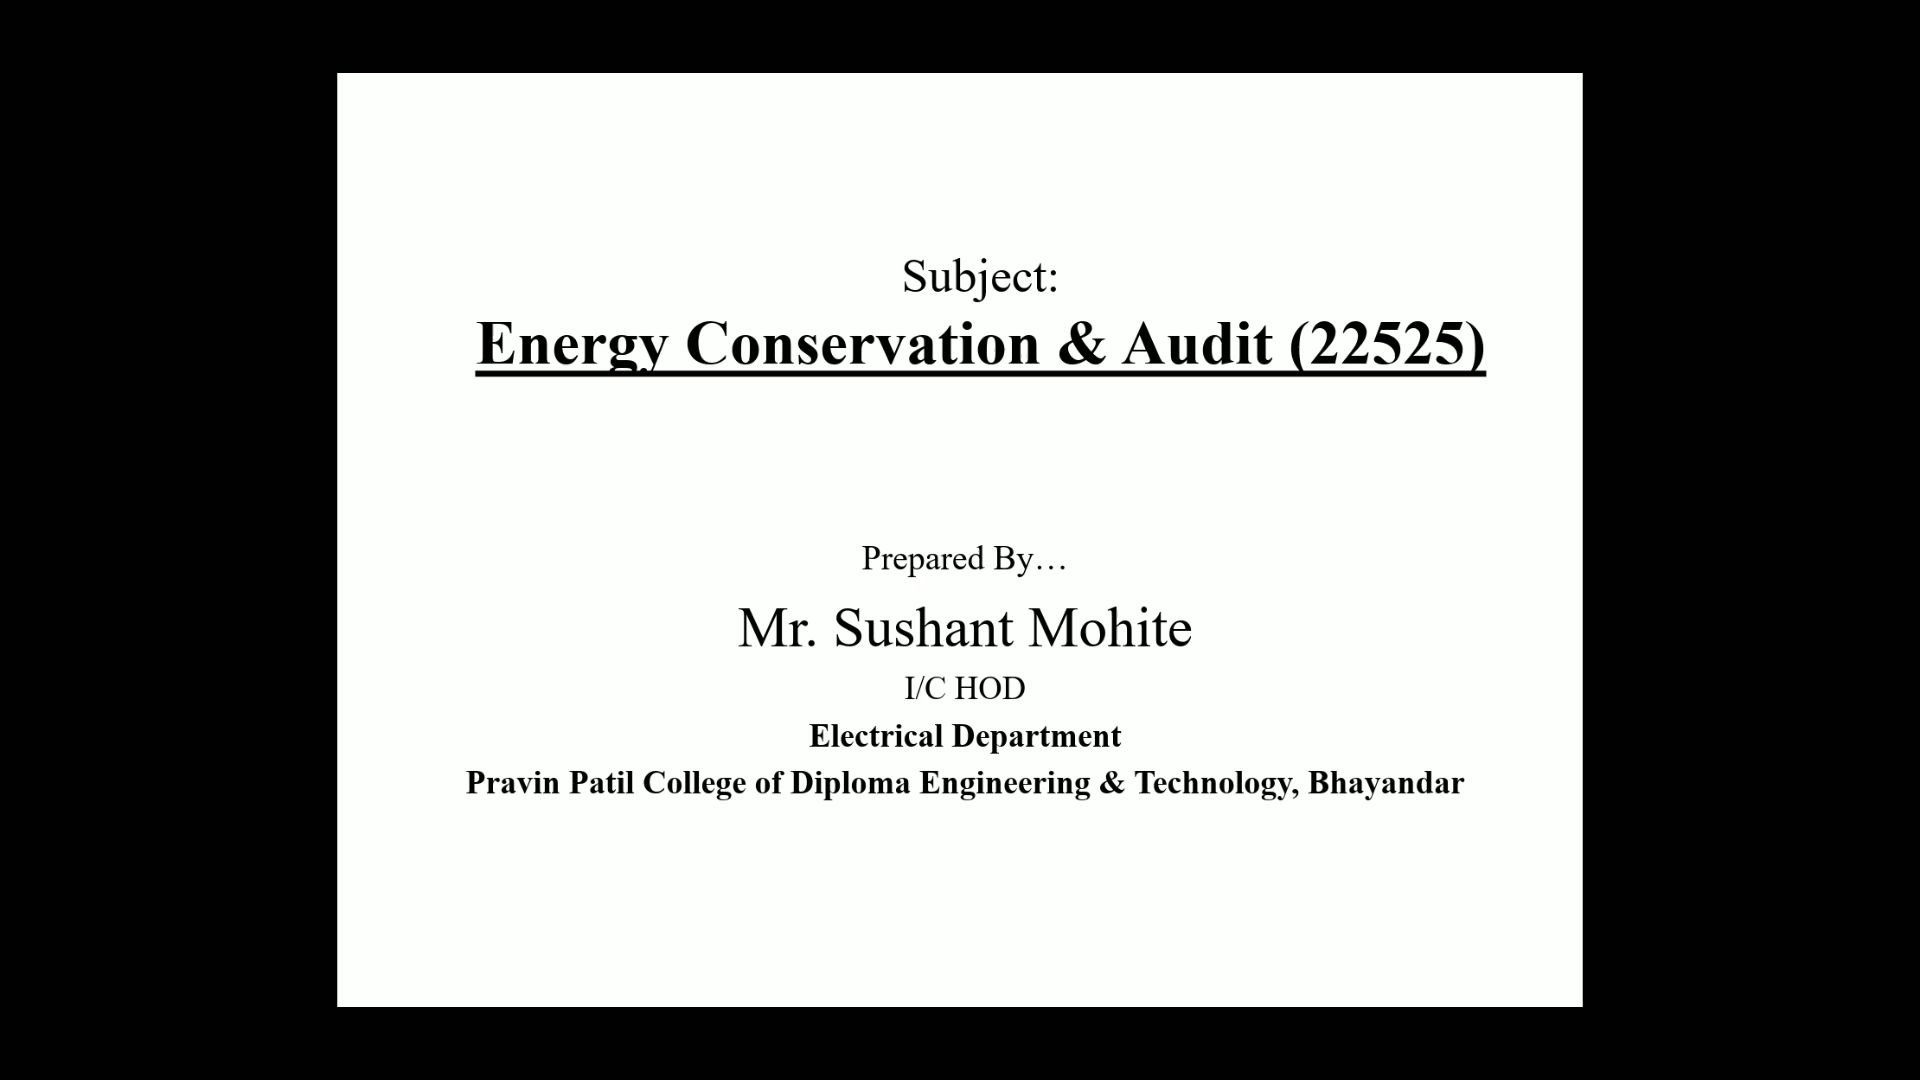 Subject:
Energy Conservation & Audit (22525)
Prepared By…
Mr. Sushant Mohite
I/C HOD
Electrical Department
Pravin Patil College of Diploma Engineering & Technology, Bhayandar